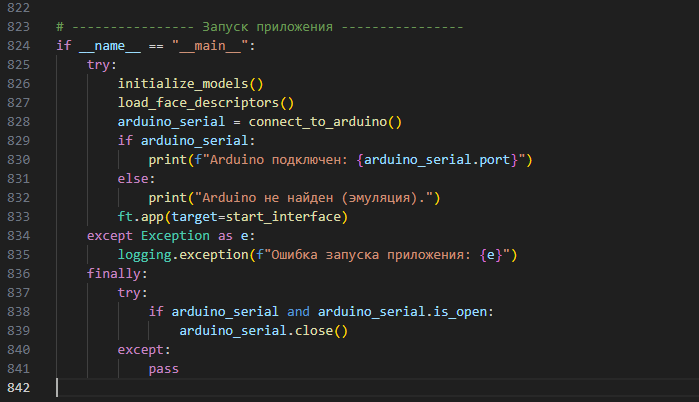 822
823 # ---------------- Запуск приложения ----------------
824 if __name__ == "__main__":
825     try:
826         initialize_models()
827         load_face_descriptors()
828         arduino_serial = connect_to_arduino()
829         if arduino_serial:
830             print(f"Arduino подключен: {arduino_serial.port}")
831         else:
832             print("Arduino не найден (эмуляция).")
833         ft.app(target=start_interface)
834     except Exception as e:
835         logging.exception(f"Ошибка запуска приложения: {e}")
836     finally:
837         try:
838             if arduino_serial and arduino_serial.is_open:
839                 arduino_serial.close()
840         except:
841             pass
842